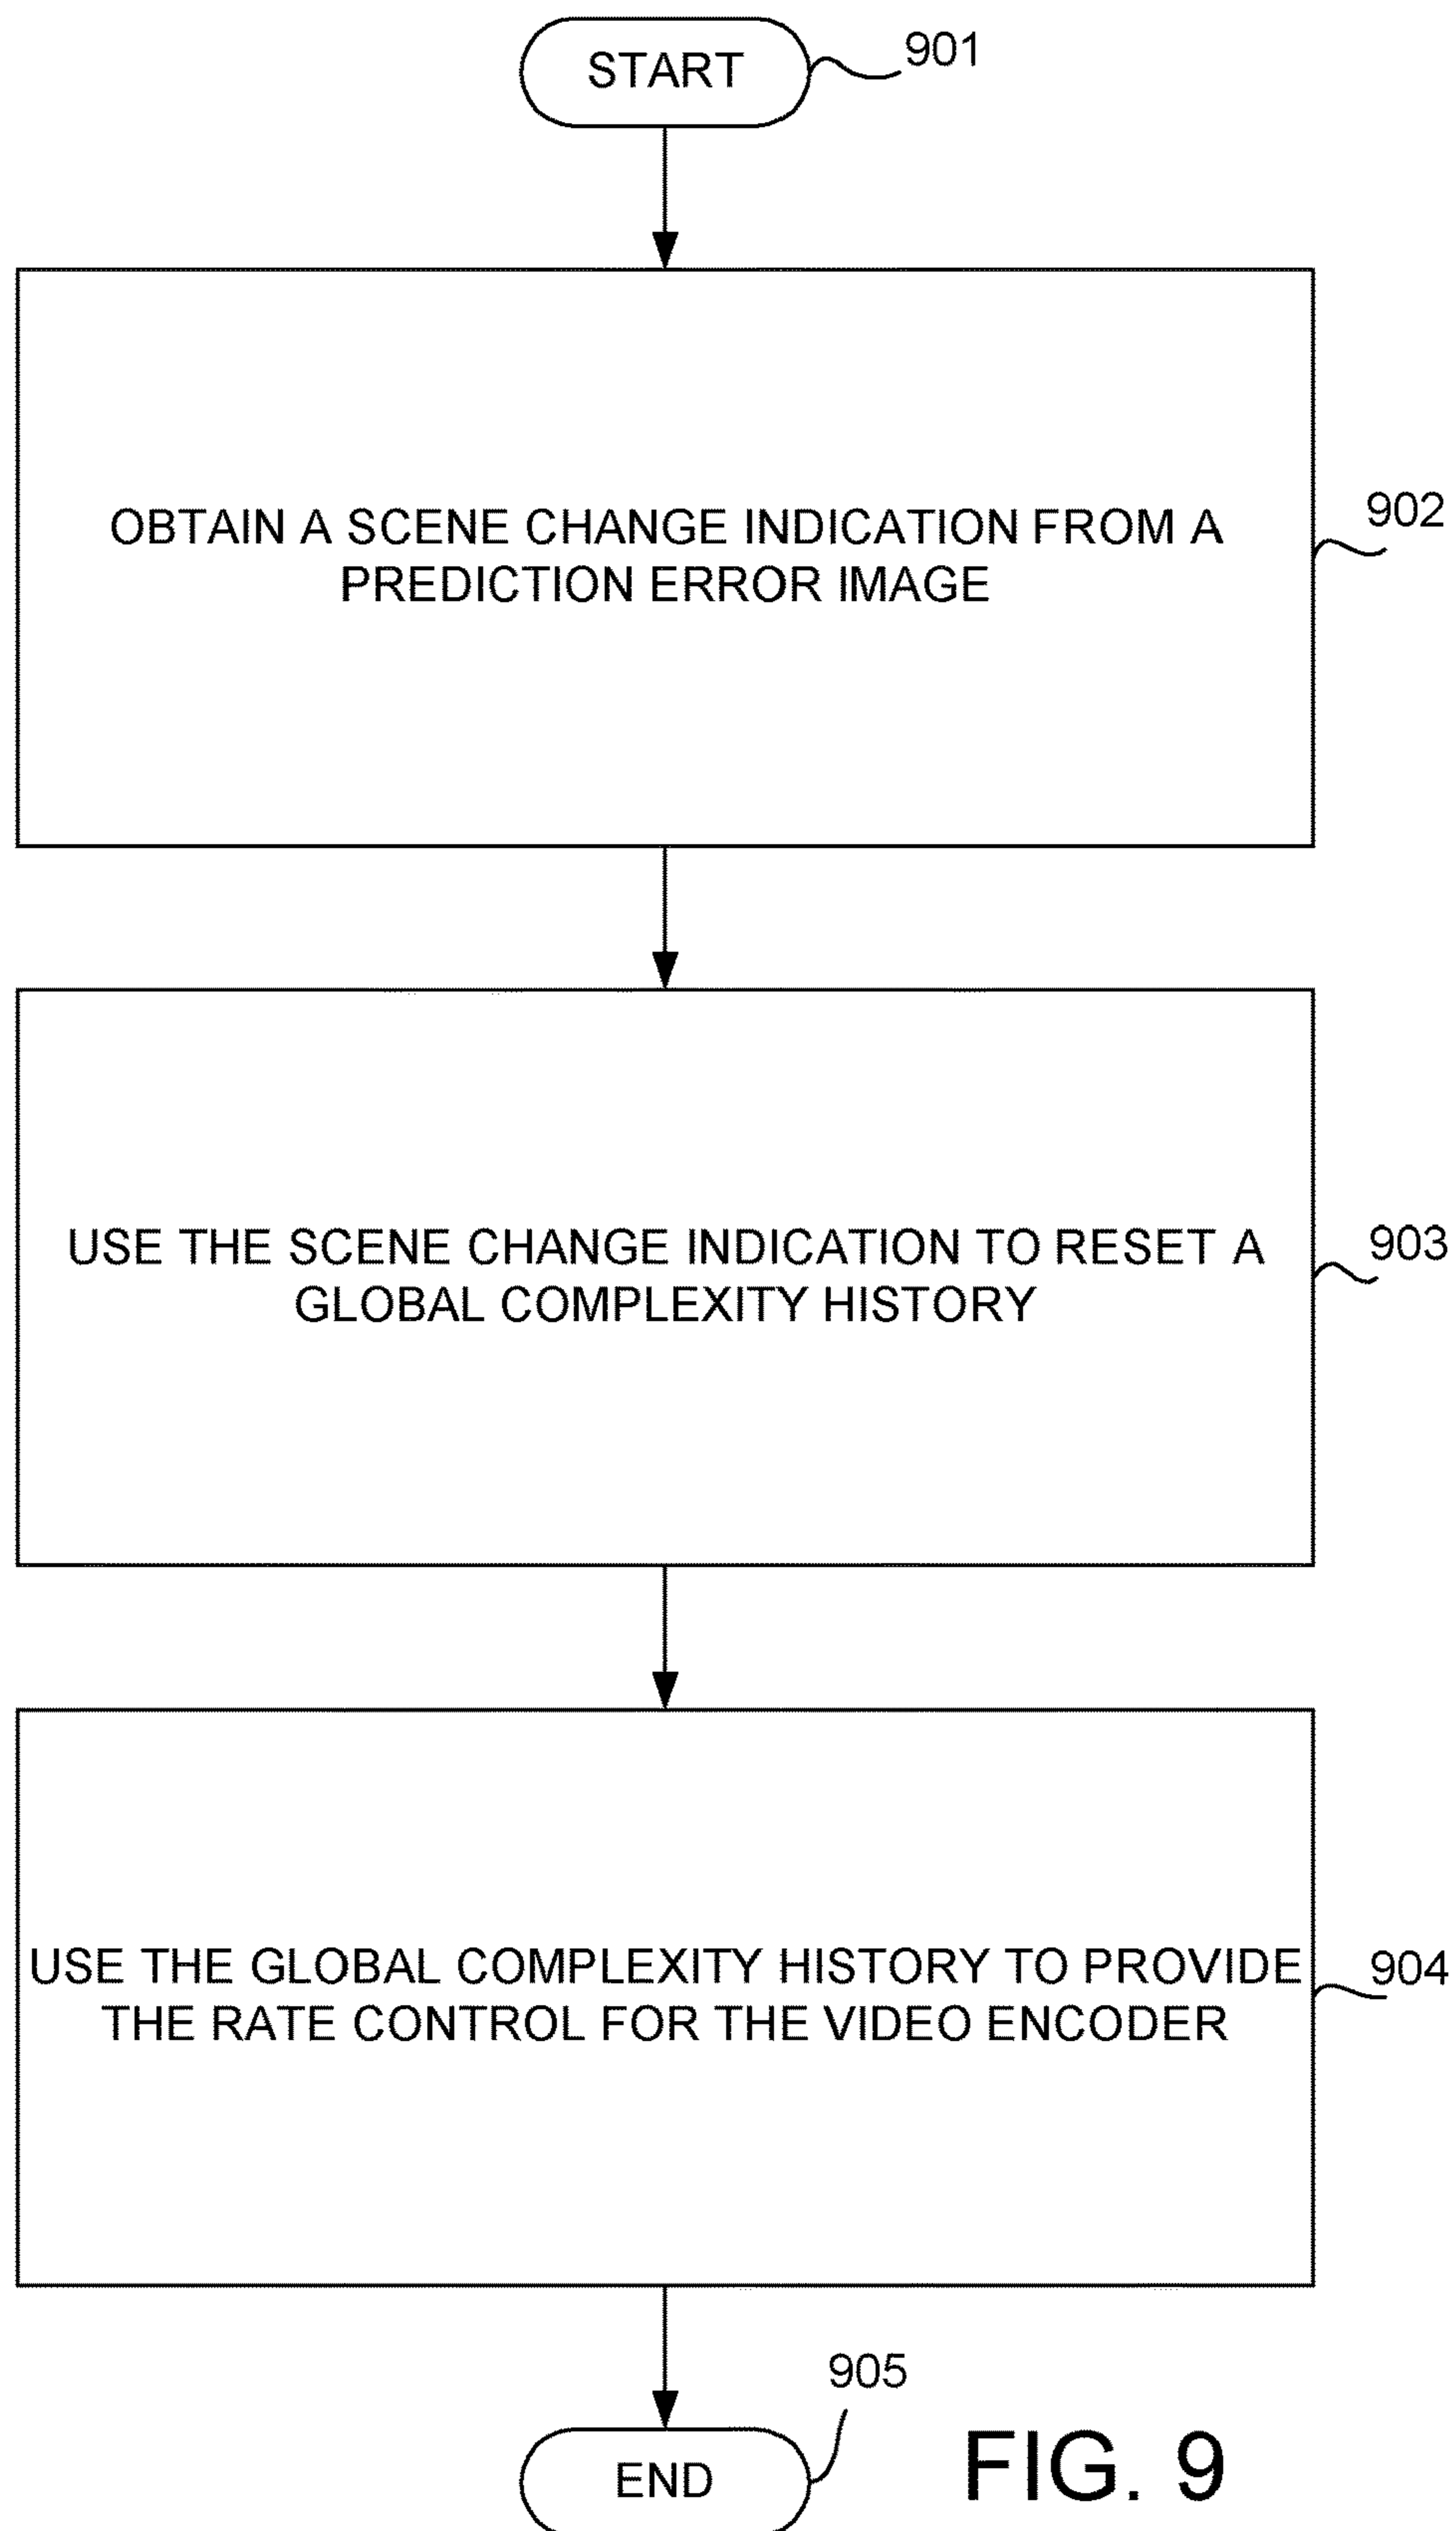 START
901
OBTAIN A SCENE CHANGE INDICATION FROM A
PREDICTION ERROR IMAGE
902
USE THE SCENE CHANGE INDICATION TO RESET A
GLOBAL COMPLEXITY HISTORY
903
USE THE GLOBAL COMPLEXITY HISTORY TO PROVIDE
THE RATE CONTROL FOR THE VIDEO ENCODER
904
905
END
FIG. 9